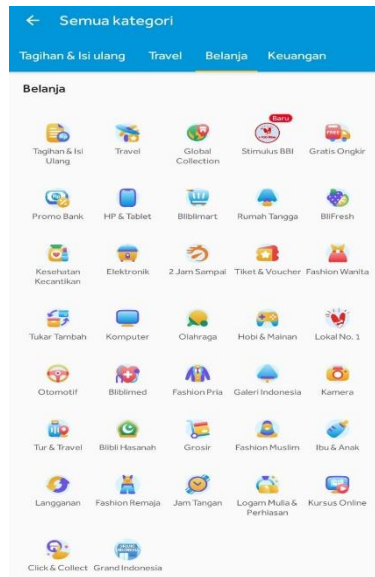 Semua kategori
Tagihan & Isi ulang Travel Belanja Keuangan
Belanja
Baru
Tagihan & Isi Ulang
Travel
Global Collection
Stimulus BBI
Gratis Ongkir
Promo Bank
HP & Tablet
Bliblimart
Rumah Tangga
BliFresh
Kesehatan Kecantikan
Elektronik
2 Jam Sampai
Tiket & Voucher
Fashion Wanita
Tukar Tambah
Komputer
Olahraga
Hobi & Mainan
Lokal No. 1
Otomotif
Bliblimed
Fashion Pria
Galeri Indonesia
Kamera
Tur & Travel
Blibli Hasanah
Grosir
Fashion Muslim
Ibu & Anak
Langganan
Fashion Remaja
Jam Tangan
Logam Mulia & Perhiasan
Kursus Online
Click & Collect
Grand Indonesia